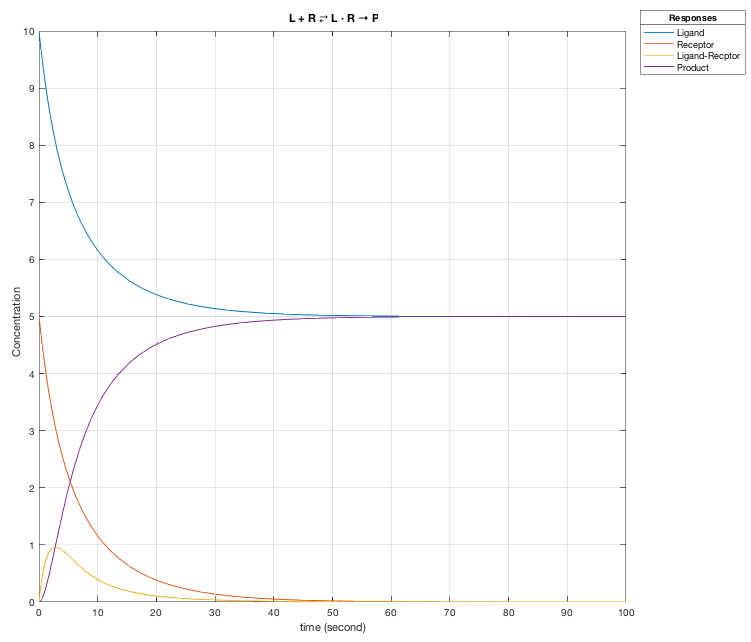 L + R ⇌ L · R → P
Responses
Ligand
Receptor
Ligand-Recptor
Product
10
9
8
7
6
5
4
3
2
1
0
Concentration
0 10 20 30 40 50 60 70 80 90 100
time (second)